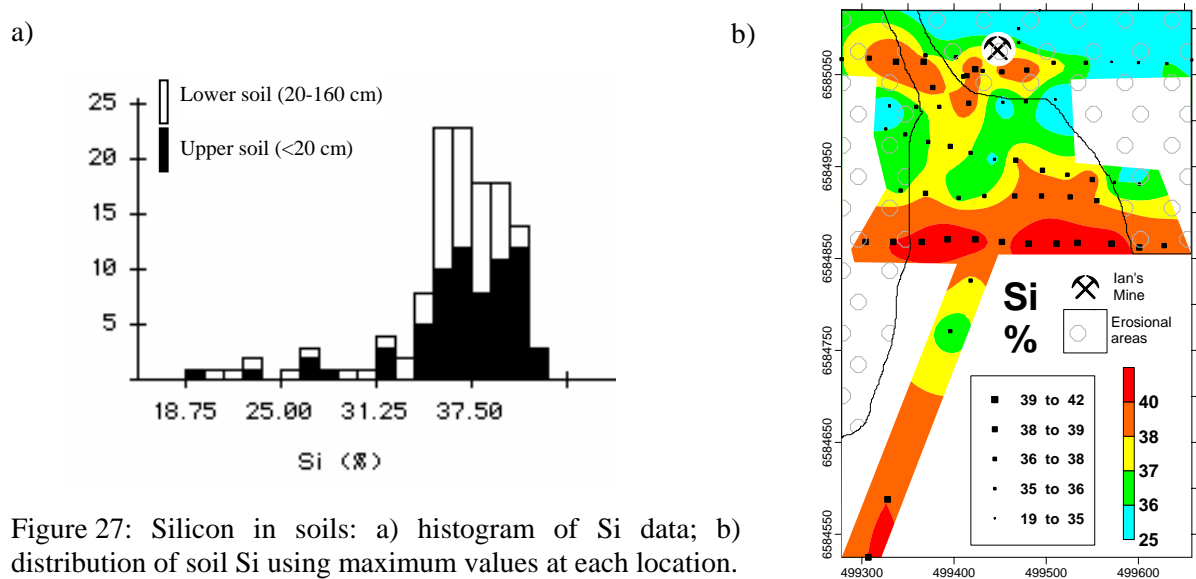 a)
25
20
15
10
5
Lower soil (20-160 cm)
Upper soil (<20 cm)
18.75 25.00 31.25 37.50
Si (%)
Figure 27: Silicon in soils: a) histogram of Si data; b)
distribution of soil Si using maximum values at each location.
b)
6585050
6584950
6584850
6584750
6584650
6584550
499300 499400 499500 499600
Si
%
Ian's
Mine
Erosional
areas
39 to 42
38 to 39
36 to 38
35 to 36
19 to 35
40
38
37
36
25